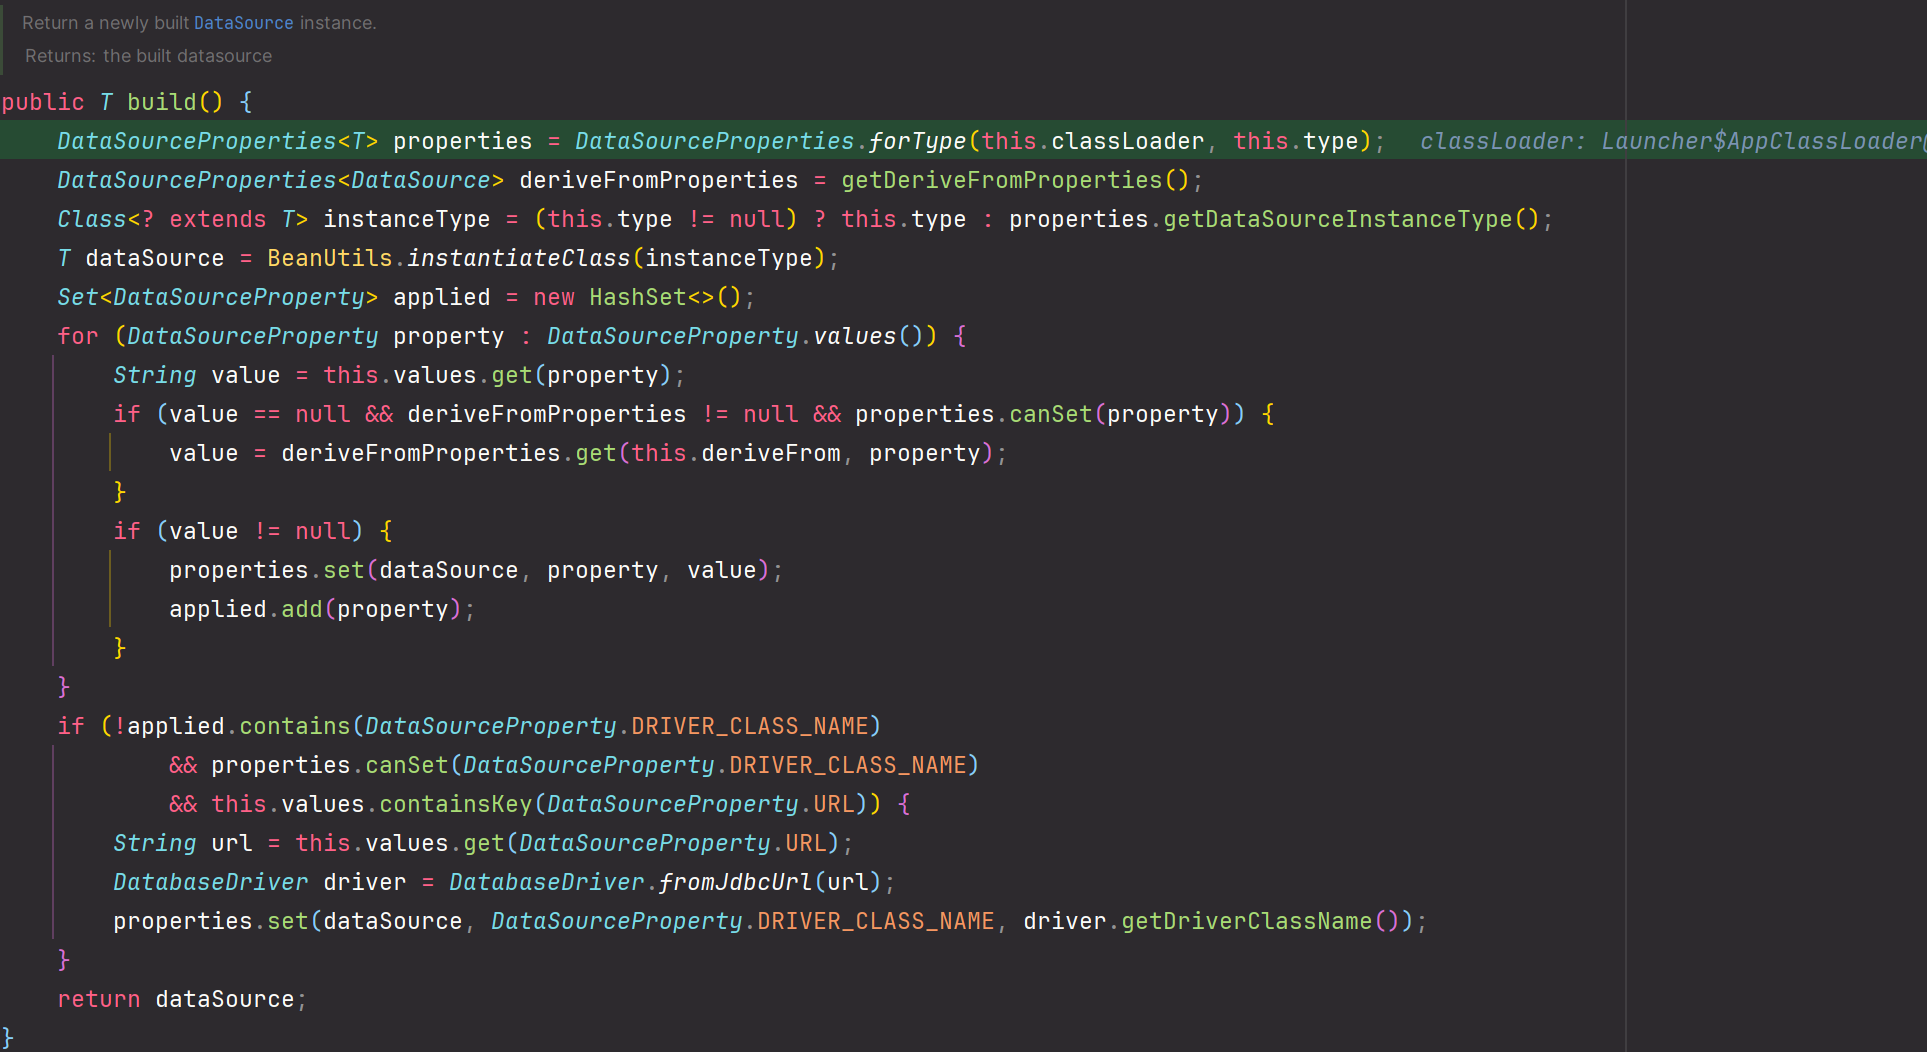 Return a newly built DataSource instance.
Returns: the built datasource
public T build() {
    DataSourceProperties<T> properties = DataSourceProperties.forType(this.classLoader, this.type);   classLoader: Launcher$AppClassLoader@
    DataSourceProperties<DataSource> deriveFromProperties = getDeriveFromProperties();
    Class<? extends T> instanceType = (this.type != null) ? this.type : properties.getDataSourceInstanceType();
    T dataSource = BeanUtils.instantiateClass(instanceType);
    Set<DataSourceProperty> applied = new HashSet<>();
    for (DataSourceProperty property : DataSourceProperty.values()) {
        String value = this.values.get(property);
        if (value == null && deriveFromProperties != null && properties.canSet(property)) {
            value = deriveFromProperties.get(this.deriveFrom, property);
        }
        if (value != null) {
            properties.set(dataSource, property, value);
            applied.add(property);
        }
    }
    if (!applied.contains(DataSourceProperty.DRIVER_CLASS_NAME)
            && properties.canSet(DataSourceProperty.DRIVER_CLASS_NAME)
            && this.values.containsKey(DataSourceProperty.URL)) {
        String url = this.values.get(DataSourceProperty.URL);
        DatabaseDriver driver = DatabaseDriver.fromJdbcUrl(url);
        properties.set(dataSource, DataSourceProperty.DRIVER_CLASS_NAME, driver.getDriverClassName());
    }
    return dataSource;
}